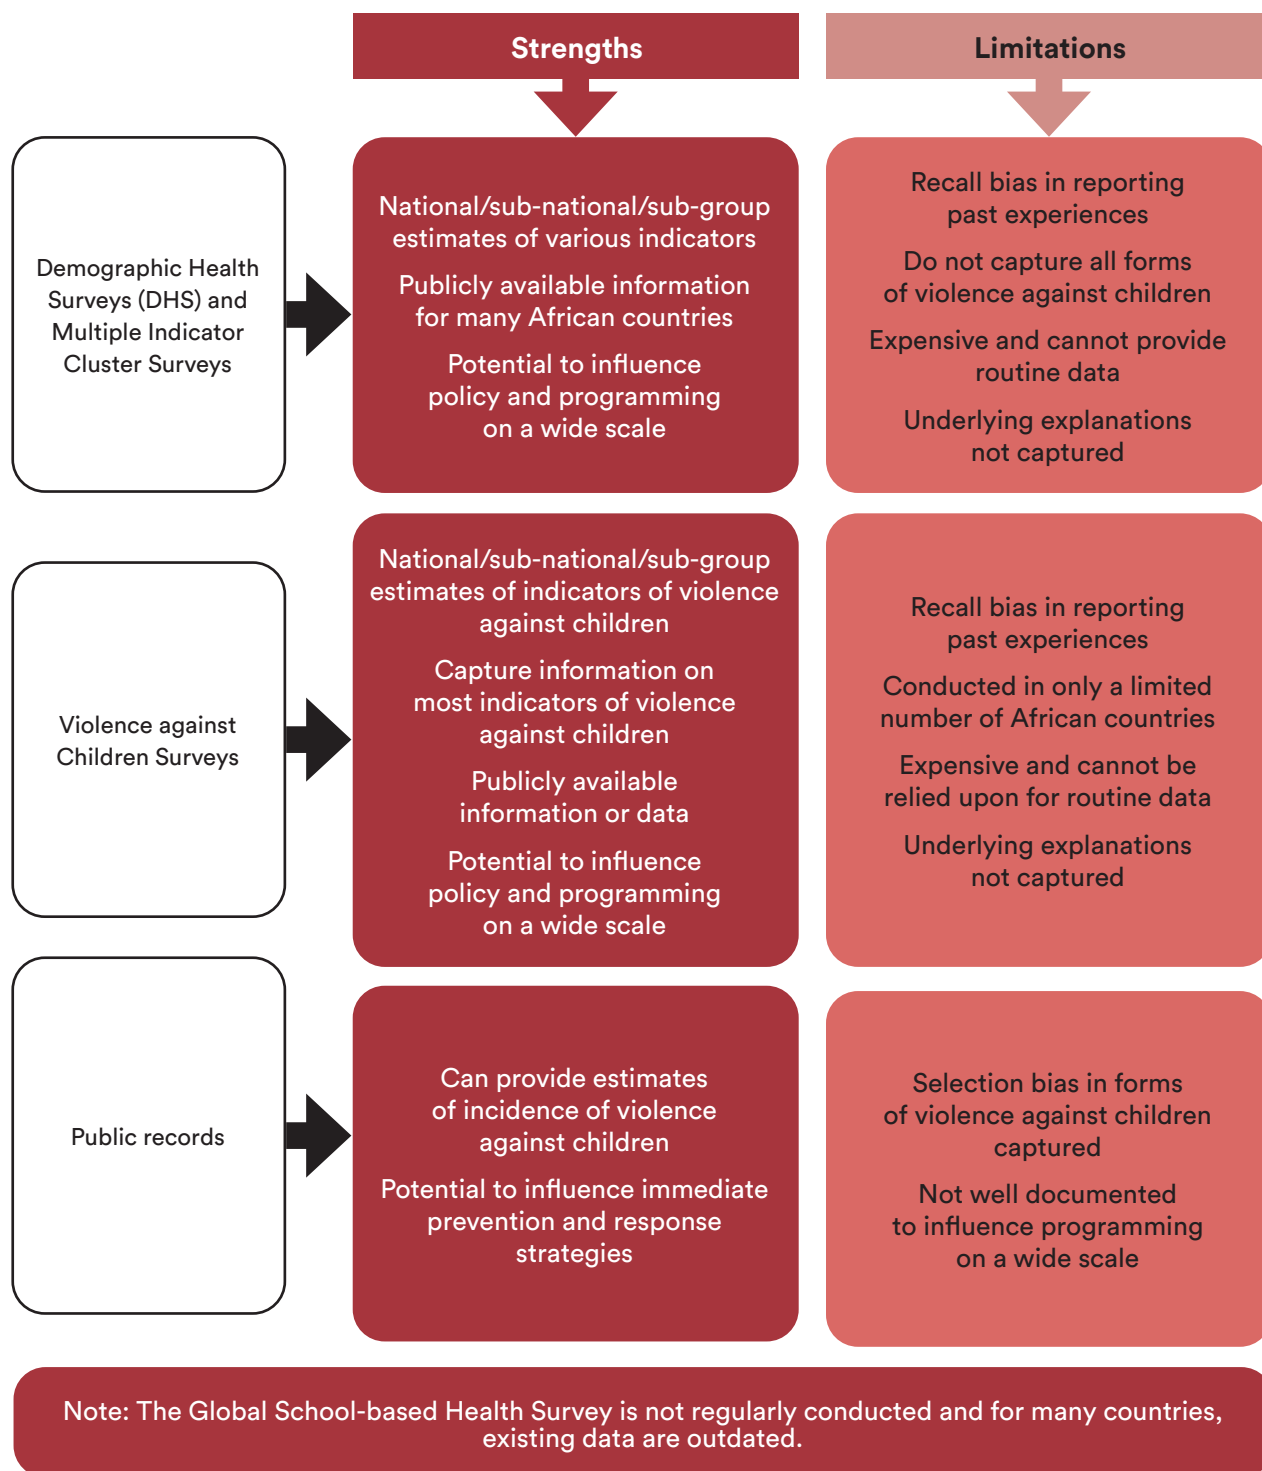 Strengths
Limitations
Demographic Health
Surveys (DHS) and
Multiple Indicator
Cluster Surveys
National/sub-national/sub-group
estimates of various indicators
Publicly available information
for many African countries
Potential to influence
policy and programming
on a wide scale
Recall bias in reporting
past experiences
Do not capture all forms
of violence against children
Expensive and cannot provide
routine data
Underlying explanations
not captured
Violence against
Children Surveys
National/sub-national/sub-group
estimates of indicators of violence
against children
Capture information on
most indicators of violence
against children
Publicly available
information or data
Potential to influence
policy and programming
on a wide scale
Recall bias in reporting
past experiences
Conducted in only a limited
number of African countries
Expensive and cannot be
relied upon for routine data
Underlying explanations
not captured
Public records
Can provide estimates
of incidence of violence
against children
Potential to influence immediate
prevention and response
strategies
Selection bias in forms
of violence against children
captured
Not well documented
to influence programming
on a wide scale
Note: The Global School-based Health Survey is not regularly conducted and for many countries,
existing data are outdated.